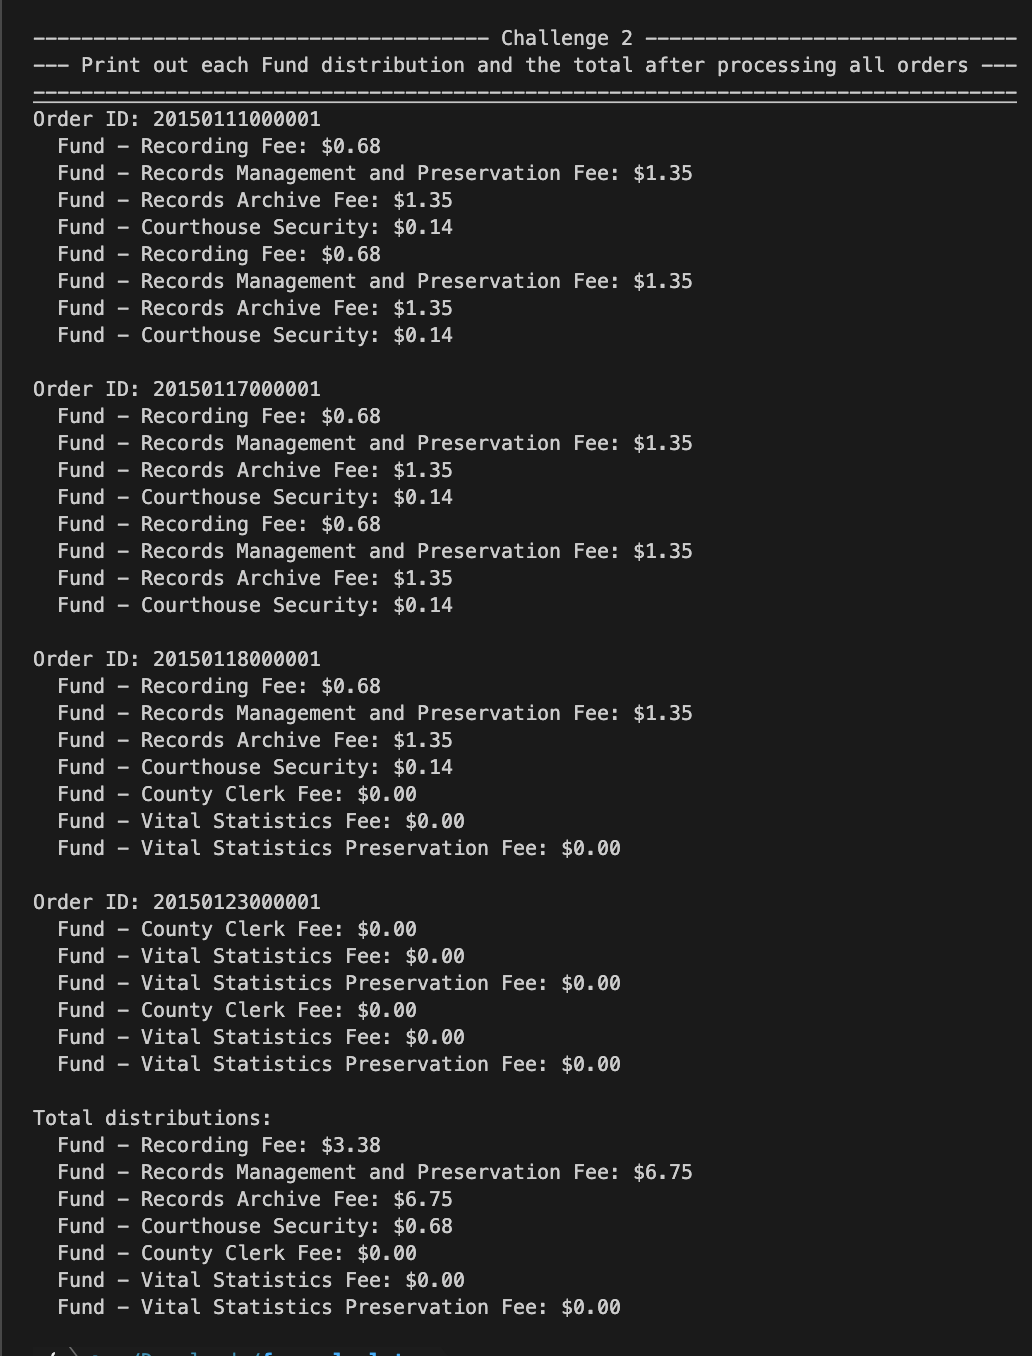 -------------------------------------- Challenge 2 -------------------------------
--- Print out each Fund distribution and the total after processing all orders ---
----------------------------------------------------------------------------------
Order ID: 20150111000001
  Fund - Recording Fee: $0.68
  Fund - Records Management and Preservation Fee: $1.35
  Fund - Records Archive Fee: $1.35
  Fund - Courthouse Security: $0.14
  Fund - Recording Fee: $0.68
  Fund - Records Management and Preservation Fee: $1.35
  Fund - Records Archive Fee: $1.35
  Fund - Courthouse Security: $0.14

Order ID: 20150117000001
  Fund - Recording Fee: $0.68
  Fund - Records Management and Preservation Fee: $1.35
  Fund - Records Archive Fee: $1.35
  Fund - Courthouse Security: $0.14
  Fund - Recording Fee: $0.68
  Fund - Records Management and Preservation Fee: $1.35
  Fund - Records Archive Fee: $1.35
  Fund - Courthouse Security: $0.14

Order ID: 20150118000001
  Fund - Recording Fee: $0.68
  Fund - Records Management and Preservation Fee: $1.35
  Fund - Records Archive Fee: $1.35
  Fund - Courthouse Security: $0.14
  Fund - County Clerk Fee: $0.00
  Fund - Vital Statistics Fee: $0.00
  Fund - Vital Statistics Preservation Fee: $0.00

Order ID: 20150123000001
  Fund - County Clerk Fee: $0.00
  Fund - Vital Statistics Fee: $0.00
  Fund - Vital Statistics Preservation Fee: $0.00
  Fund - County Clerk Fee: $0.00
  Fund - Vital Statistics Fee: $0.00
  Fund - Vital Statistics Preservation Fee: $0.00

Total distributions:
  Fund - Recording Fee: $3.38
  Fund - Records Management and Preservation Fee: $6.75
  Fund - Records Archive Fee: $6.75
  Fund - Courthouse Security: $0.68
  Fund - County Clerk Fee: $0.00
  Fund - Vital Statistics Fee: $0.00
  Fund - Vital Statistics Preservation Fee: $0.00